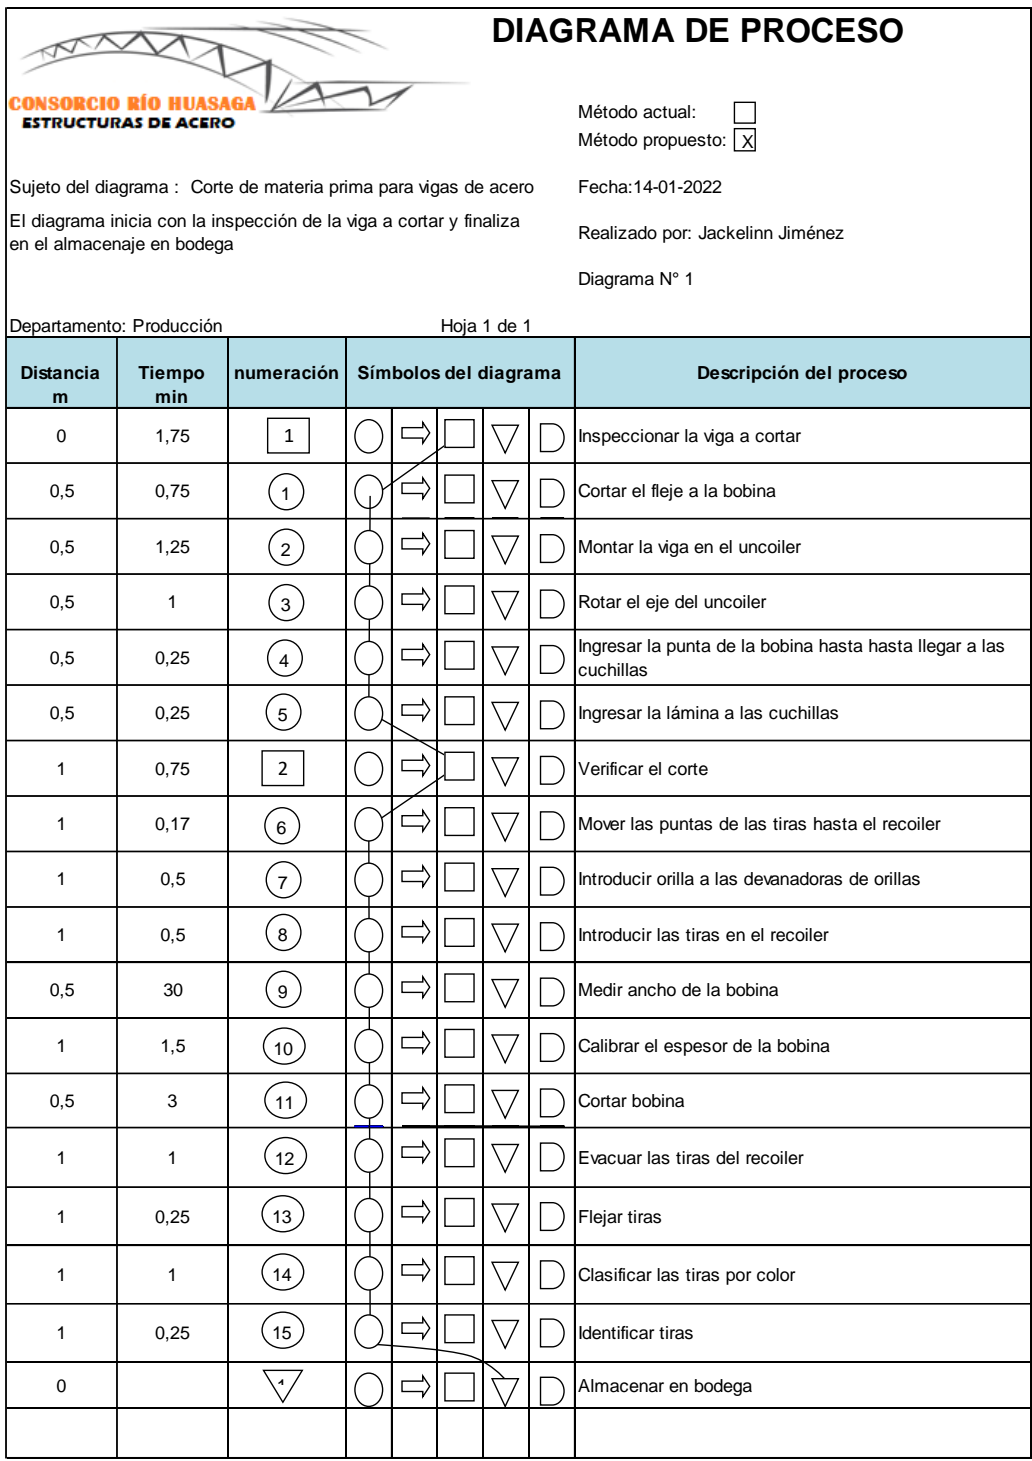 DIAGRAMA DE PROCESO
CONSORCIO RÍO HUASAGA
ESTRUCTURAS DE ACERO
Método actual:
Método propuesto: X
Sujeto del diagrama : Corte de materia prima para vigas de acero
Fecha:14-01-2022
El diagrama inicia con la inspección de la viga a cortar y finaliza
en el almacenaje en bodega
Realizado por: Jackelinn Jiménez
Diagrama N° 1
Departamento: Producción Hoja 1 de 1
Distancia m Tiempo min numeración Símbolos del diagrama Descripción del proceso
0 1,75 1 Inspeccionar la viga a cortar
0,5 0,75 1 Cortar el fleje a la bobina
0,5 1,25 2 Montar la viga en el uncoiler
0,5 1 3 Rotar el eje del uncoiler
0,5 0,25 4 Ingresar la punta de la bobina hasta hasta llegar a las
cuchillas
0,5 0,25 5 Ingresar la lámina a las cuchillas
1 0,75 2 Verificar el corte
1 0,17 6 Mover las puntas de las tiras hasta el recoiler
1 0,5 7 Introducir orilla a las devanadoras de orillas
1 0,5 8 Introducir las tiras en el recoiler
0,5 30 9 Medir ancho de la bobina
1 1,5 10 Calibrar el espesor de la bobina
0,5 3 11 Cortar bobina
1 1 12 Evacuar las tiras del recoiler
1 0,25 13 Flejar tiras
1 1 14 Clasificar las tiras por color
1 0,25 15 Identificar tiras
0 1 Almacenar en bodega